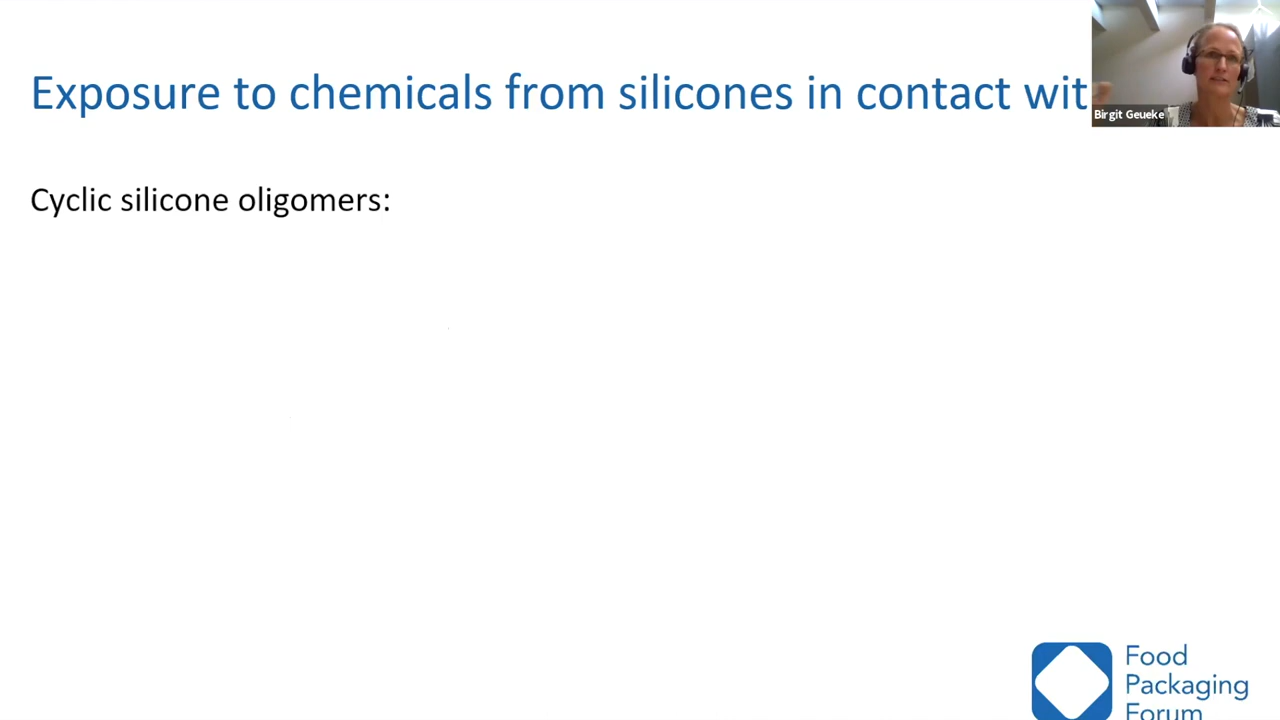 Exposure to chemicals from silicones in contact wit
Birgit Geueke
Cyclic silicone oligomers:
Food
Packaging
Forum